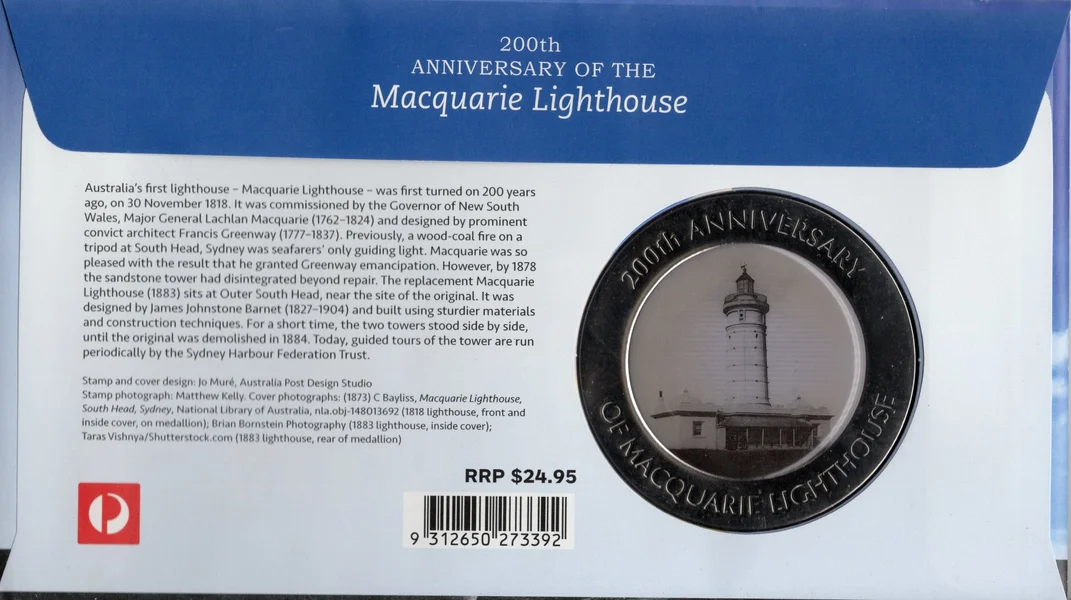 200th
ANNIVERSARY OF THE
Macquarie Lighthouse
Australia's first lighthouse – Macquarie Lighthouse – was first turned on 200 years
ago, on 30 November 1818. It was commissioned by the Governor of New South
Wales, Major General Lachlan Macquarie (1762–1824) and designed by prominent
convict architect Francis Greenway (1777–1837). Previously, a wood-coal fire on a
tripod at South Head, Sydney was seafarers' only guiding light. Macquarie was so
pleased with the result that he granted Greenway emancipation. However, by 1878
the sandstone tower had disintegrated beyond repair. The replacement Macquarie
Lighthouse (1883) sits at Outer South Head, near the site of the original. It was
designed by James Johnstone Barnet (1827–1904) and built using sturdier materials
and construction techniques. For a short time, the two towers stood side by side,
until the original was demolished in 1884. Today, guided tours of the tower are run
periodically by the Sydney Harbour Federation Trust.
Stamp and cover design: Jo Muré, Australia Post Design Studio
Stamp photograph: Matthew Kelly. Cover photographs: (1873) C Bayliss, Macquarie Lighthouse,
South Head, Sydney, National Library of Australia, nla.obj-148013692 (1818 lighthouse, front and
inside cover, on medallion); Brian Bornstein Photography (1883 lighthouse, inside cover);
Taras Vishnya/Shutterstock.com (1883 lighthouse, rear of medallion)
RRP $24.95
9 312650 273392
200th ANNIVERSARY
OF MACQUARIE LIGHTHOUSE